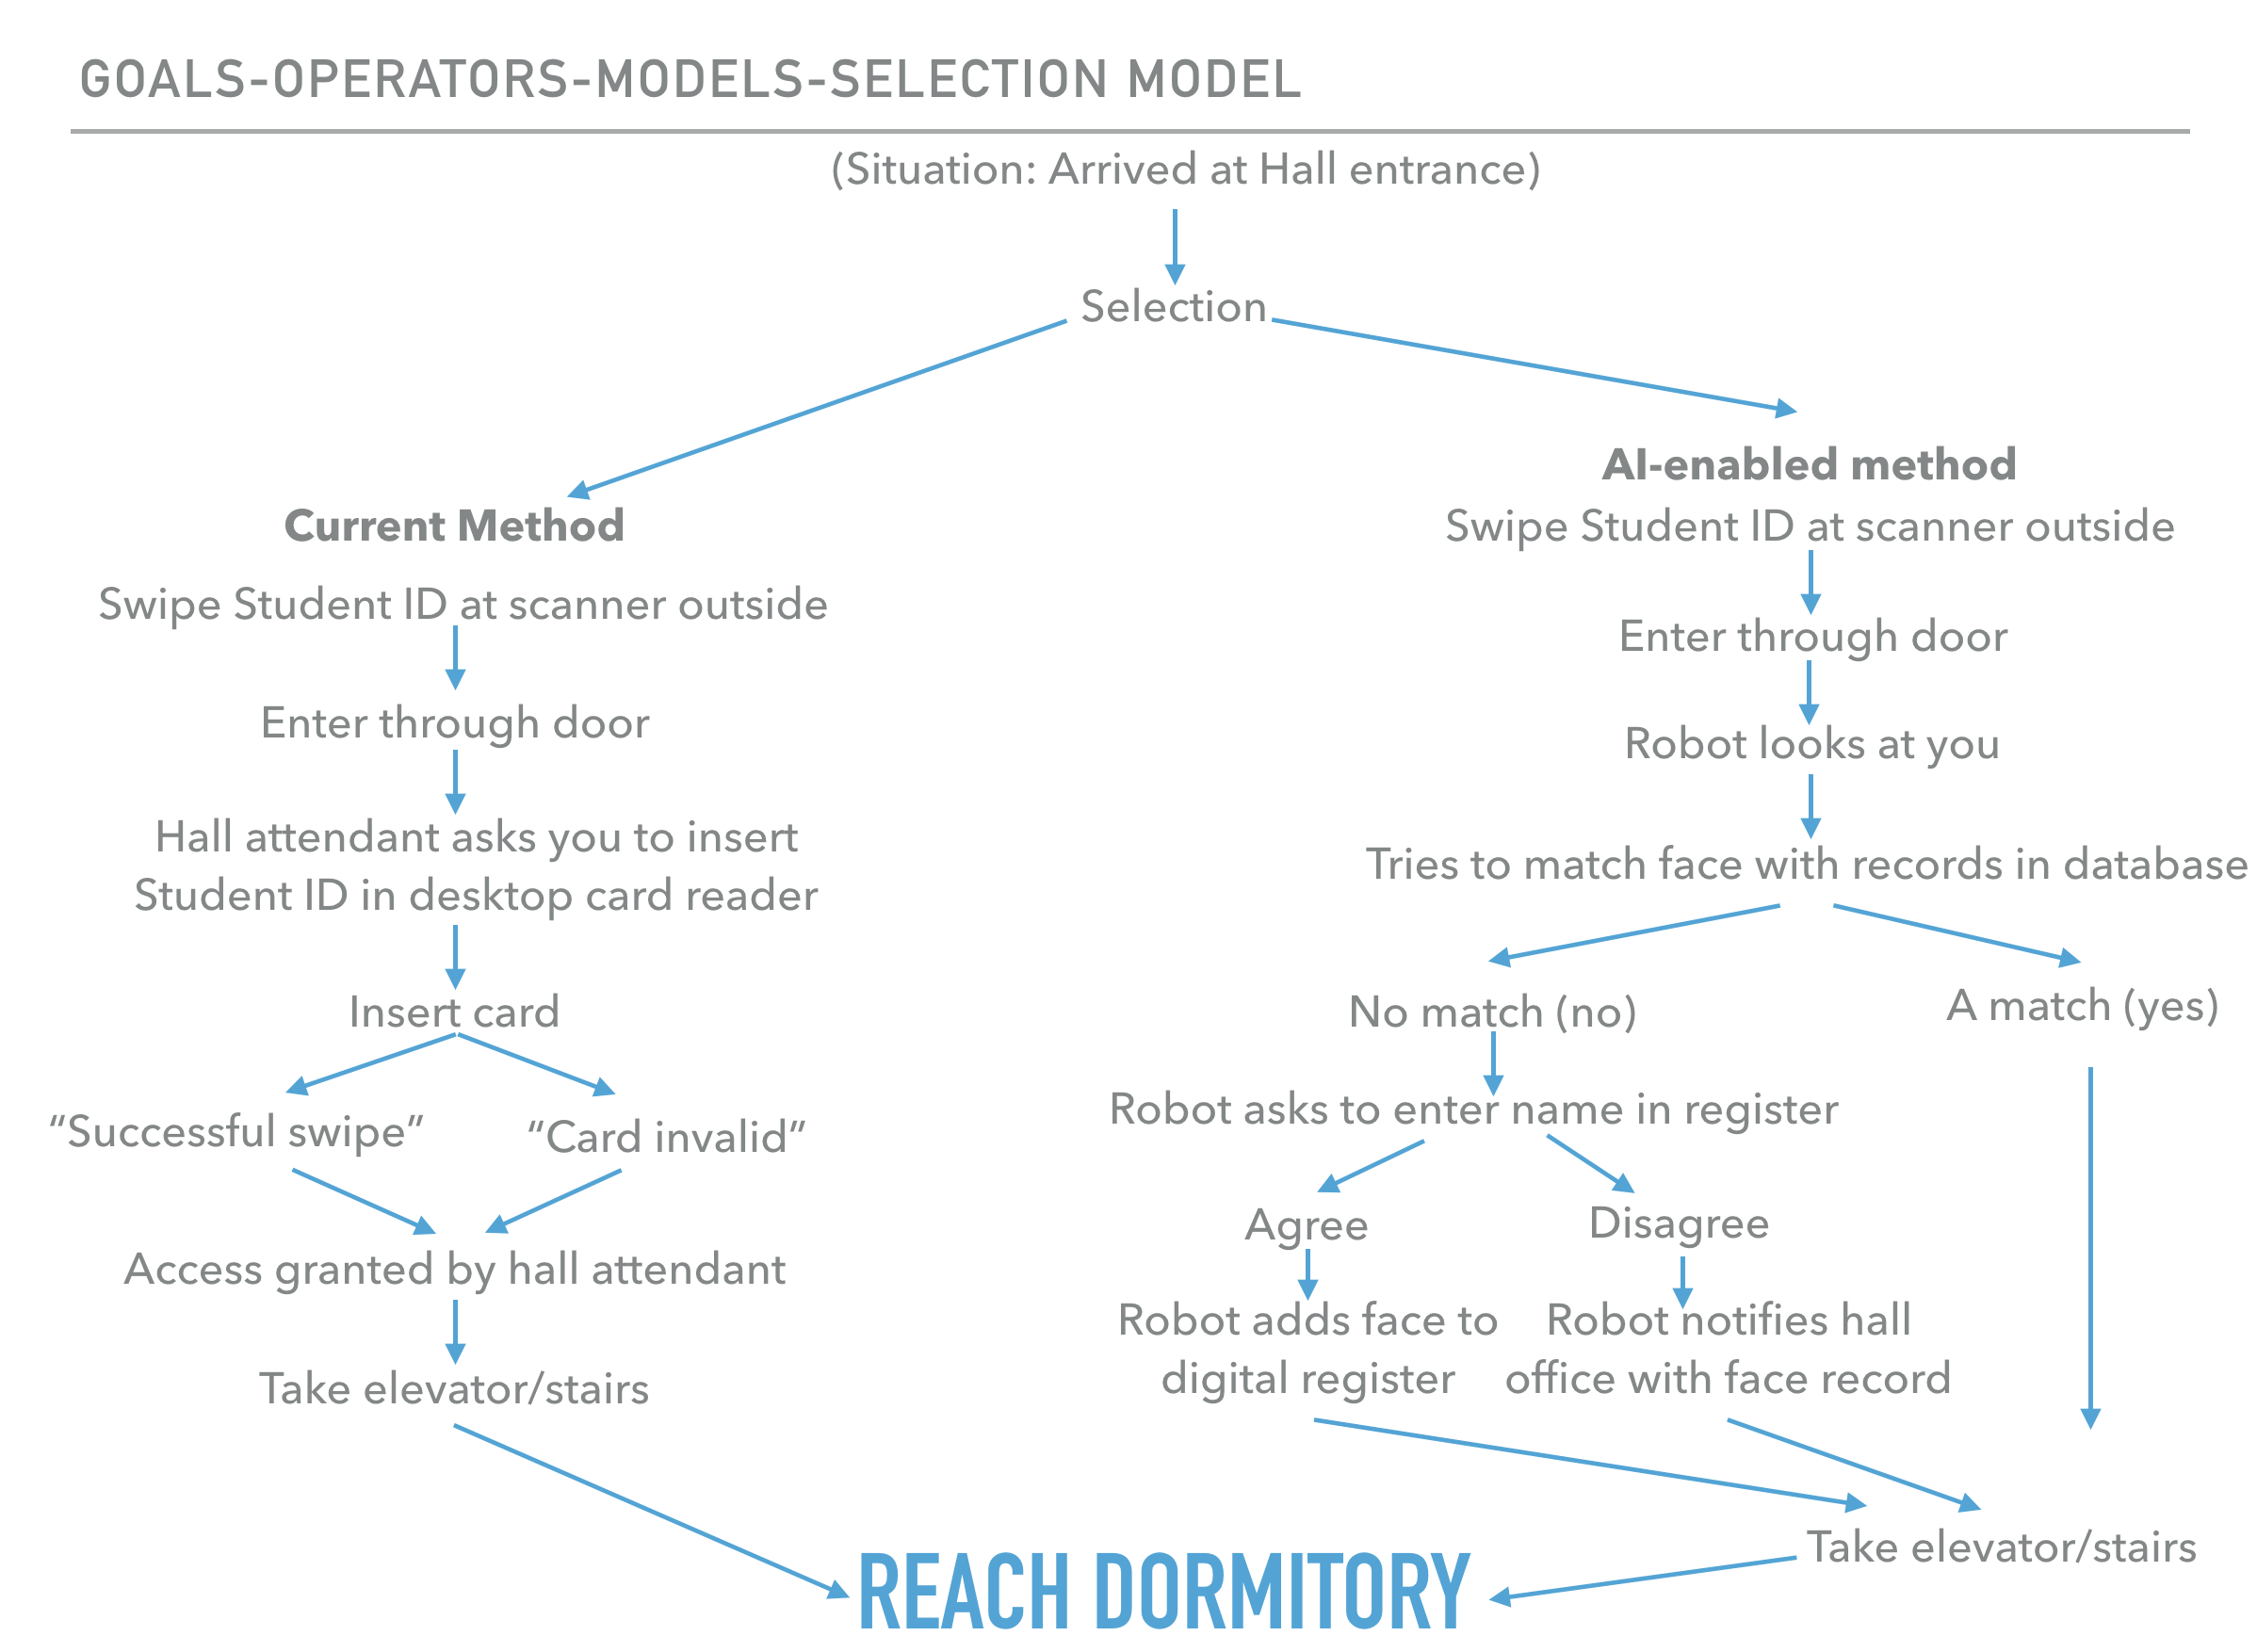 GOALS-OPERATORS-MODELS-SELECTION MODEL
(Situation: Arrived at Hall entrance)
Selection
Current Method
Swipe Student ID at scanner outside
Enter through door
Hall attendant asks you to insert
Student ID in desktop card reader
Insert card
“Successful swipe”
“Card invalid”
Access granted by hall attendant
Take elevator/stairs
AI-enabled method
Swipe Student ID at scanner outside
Enter through door
Robot looks at you
Tries to match face with records in database
No match (no)
A match (yes)
Robot asks to enter name in register
Agree
Disagree
Robot adds face to
digital register
Robot notifies hall
office with face record
Take elevator/stairs
REACH DORMITORY